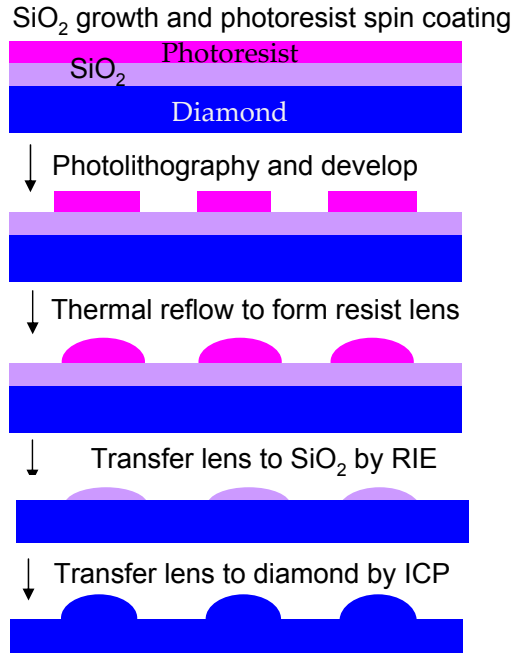 SiO₂ growth and photoresist spin coating
Photoresist
SiO₂
Diamond
Photolithography and develop
Thermal reflow to form resist lens
Transfer lens to SiO₂ by RIE
Transfer lens to diamond by ICP